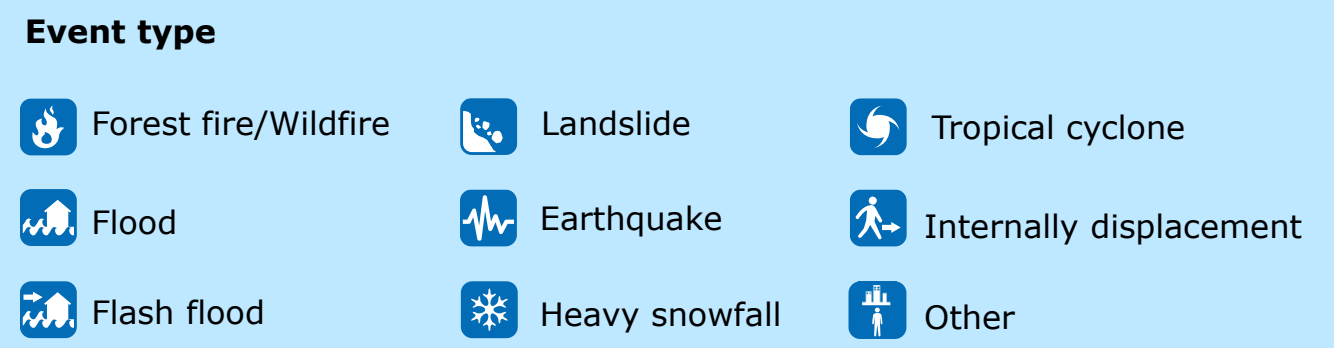 Event type
Forest fire/Wildfire
Landslide
Tropical cyclone
Flood
Earthquake
Internally displacement
Flash flood
Heavy snowfall
Other